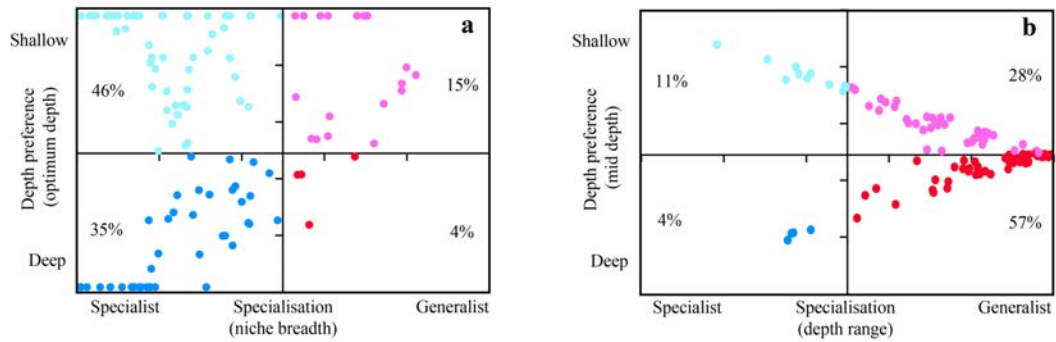 a
Shallow
46%
15%
Depth preference
(optimum depth)
35%
4%
Deep
Specialist
Specialisation
(niche breadth)
Generalist
b
Shallow
11%
28%
Depth preference
(mid depth)
4%
57%
Deep
Specialist
Specialisation
(depth range)
Generalist